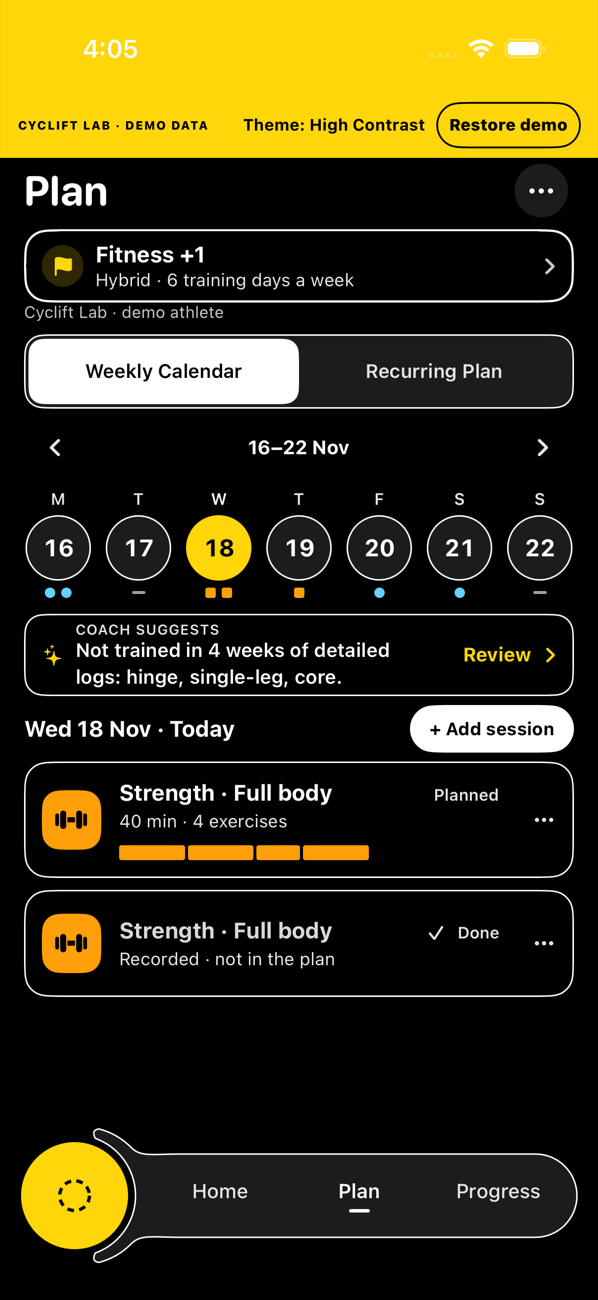 4:05
CYCLIFT LAB · DEMO DATA
Theme: High Contrast
Restore demo
Plan
Fitness +1
Hybrid · 6 training days a week
Cyclift Lab · demo athlete
Weekly Calendar
Recurring Plan
16–22 Nov
M T W T F S S
16 17 18 19 20 21 22
COACH SUGGESTS
Not trained in 4 weeks of detailed
logs: hinge, single-leg, core.
Review
Wed 18 Nov · Today
+ Add session
Strength · Full body
Planned
40 min · 4 exercises
Strength · Full body
Done
Recorded · not in the plan
Home
Plan
Progress